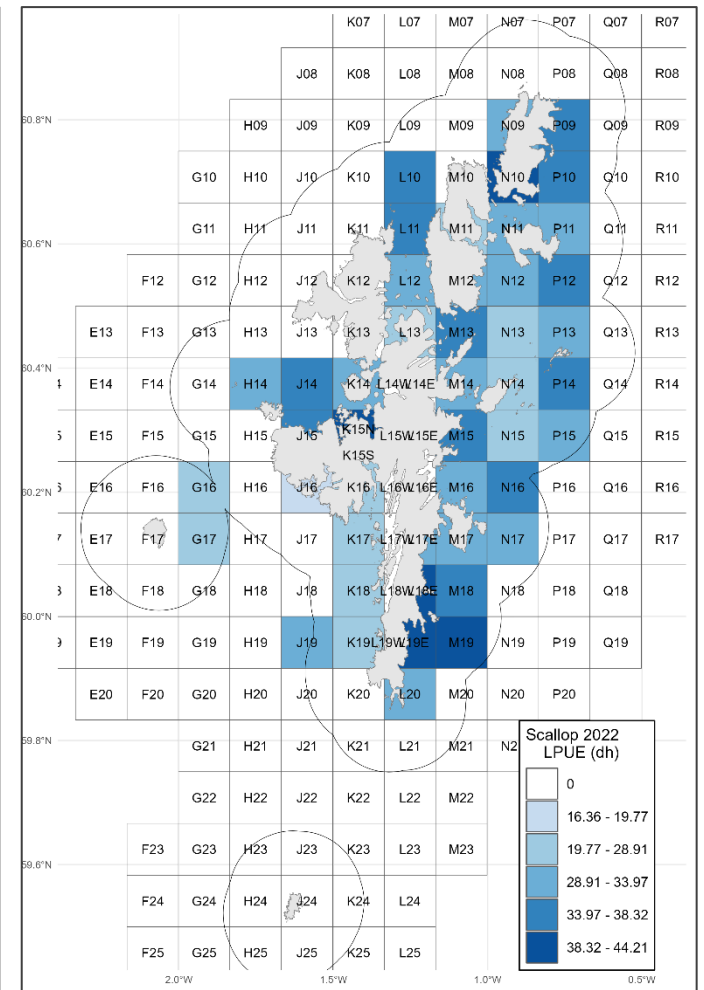 K07 L07 M07 N07 P07 Q07 R07
J08 K08 L08 M08 N08 P08 Q08 R08
60.8°N H09 J09 K09 L09 M09 N09 P09 Q09 R09
G10 H10 J10 K10 L10 M10 N10 P10 Q10 R10
60.6°N G11 H11 J11 K11 L11 M11 N11 P11 Q11 R11
F12 G12 H12 J12 K12 L12 M12 N12 P12 Q12 R12
E13 F13 G13 H13 J13 K13 L13 M13 N13 P13 Q13 R13
60.4°N
4 E14 F14 G14 H14 J14 K14 L14W L14E M14 N14 P14 Q14 R14
5 E15 F15 G15 H15 J15 K15N L15W L15E M15 N15 P15 Q15 R15
K15S
60.2°N
6 E16 F16 G16 H16 J16 K16 L16W L16E M16 N16 P16 Q16 R16
7 E17 F17 G17 H17 J17 K17 L17W L17E M17 N17 P17 Q17 R17
8 E18 F18 G18 H18 J18 K18 L18W L18E M18 N18 P18 Q18
60.0°N
9 E19 F19 G19 H19 J19 K19 L19W L19E M19 N19 P19 Q19
E20 F20 G20 H20 J20 K20 L20 M20 N20 P20
59.8°N G21 H21 J21 K21 L21 M21 N2
G22 H22 J22 K22 L22 M22
59.6°N F23 G23 H23 J23 K23 L23 M23
F24 G24 H24 J24 K24 L24
F25 G25 H25 J25 K25 L25
2.0°W 1.5°W 1.0°W 0.5°W
Scallop 2022
LPUE (dh)
0
16.36 - 19.77
19.77 - 28.91
28.91 - 33.97
33.97 - 38.32
38.32 - 44.21